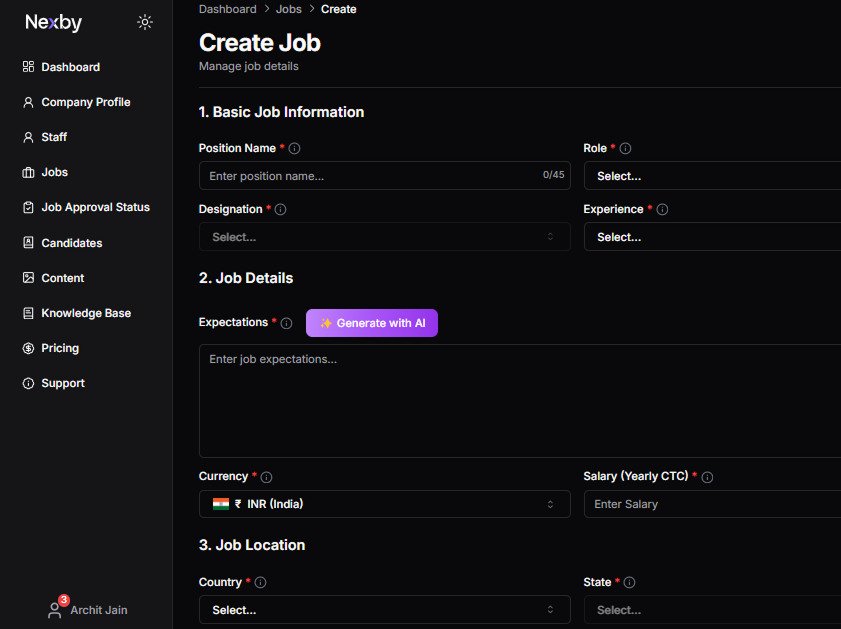 Nexby
Dashboard
Company Profile
Staff
Jobs
Job Approval Status
Candidates
Content
Knowledge Base
Pricing
Support
3
Archit Jain
Dashboard > Jobs > Create
Create Job
Manage job details
1. Basic Job Information
Position Name * Role *
Enter position name... 0/45 Select...
Designation * Experience *
Select... Select...
2. Job Details
Expectations * ✨ Generate with AI
Enter job expectations...
Currency * Salary (Yearly CTC) *
₹ INR (India) Enter Salary
3. Job Location
Country * State *
Select... Select...